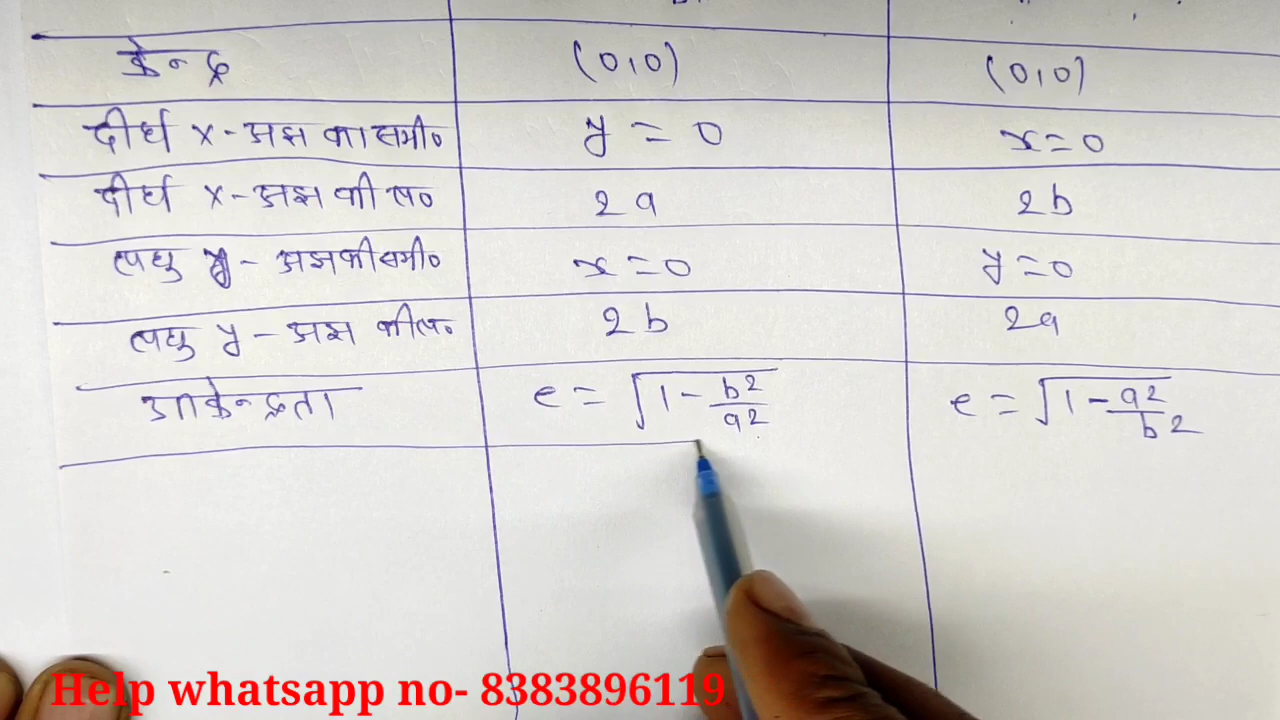 केन्द्र (0,0) (0,0)
दीर्घ x-अक्ष का समी० y = 0 x=0
दीर्घ x-अक्ष की ल० 2a 2b
लघु y - अक्ष की समी० x=0 y=0
लघु y - अक्ष की ल० 2b 2a
उत्केन्द्रता e = √1 - b²/a² e = √1 - a²/b²
Help whatsapp no- 8383896119